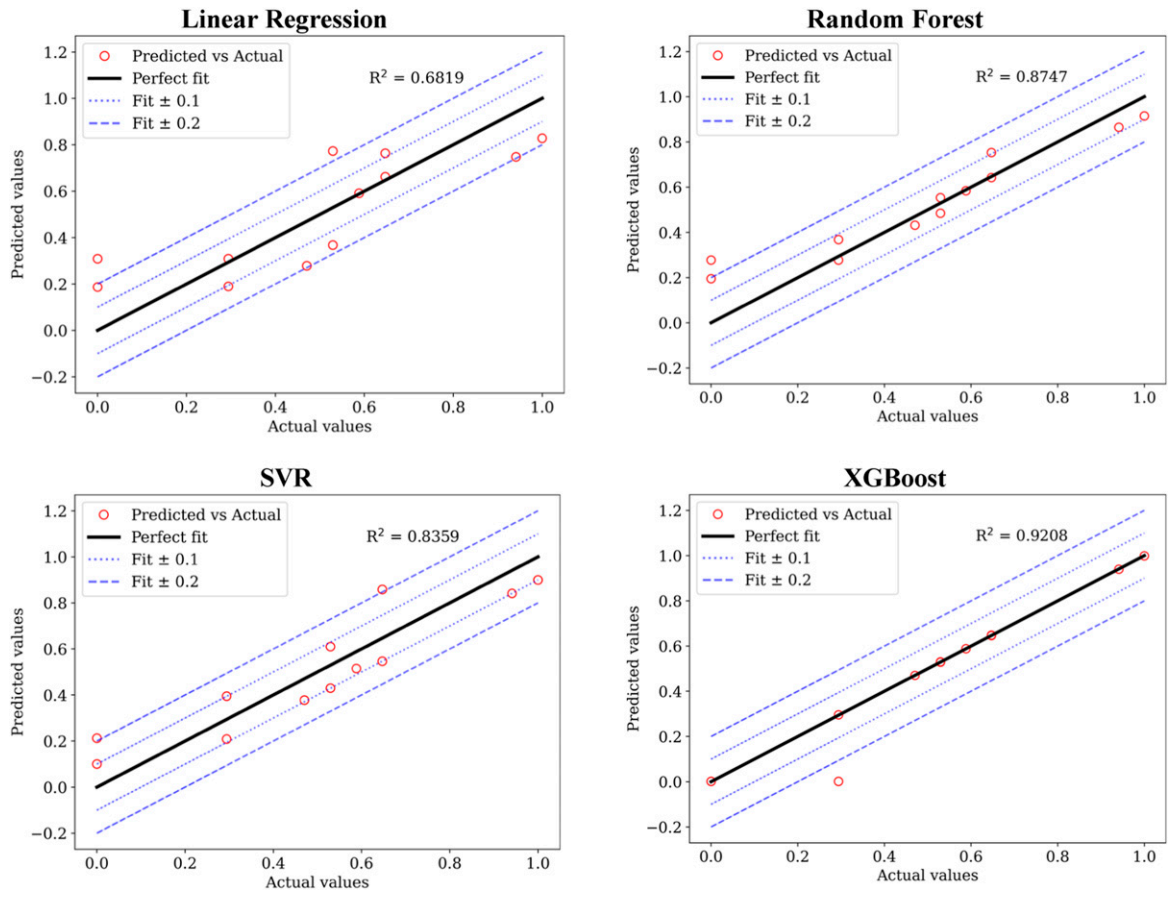 Linear Regression
Predicted vs Actual
Perfect fit
Fit ± 0.1
Fit ± 0.2
R² = 0.6819
1.2
1.0
0.8
0.6
0.4
0.2
0.0
−0.2
Predicted values
0.0 0.2 0.4 0.6 0.8 1.0
Actual values
Random Forest
Predicted vs Actual
Perfect fit
Fit ± 0.1
Fit ± 0.2
R² = 0.8747
1.2
1.0
0.8
0.6
0.4
0.2
0.0
−0.2
Predicted values
0.0 0.2 0.4 0.6 0.8 1.0
Actual values
SVR
Predicted vs Actual
Perfect fit
Fit ± 0.1
Fit ± 0.2
R² = 0.8359
1.2
1.0
0.8
0.6
0.4
0.2
0.0
−0.2
Predicted values
0.0 0.2 0.4 0.6 0.8 1.0
Actual values
XGBoost
Predicted vs Actual
Perfect fit
Fit ± 0.1
Fit ± 0.2
R² = 0.9208
1.2
1.0
0.8
0.6
0.4
0.2
0.0
−0.2
Predicted values
0.0 0.2 0.4 0.6 0.8 1.0
Actual values